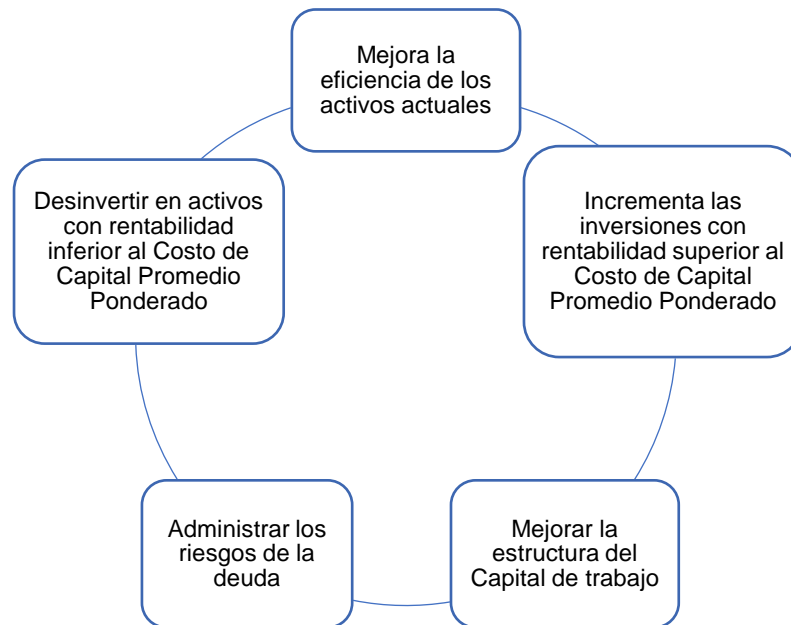 Mejora la
eficiencia de los
activos actuales
Incrementa las
inversiones con
rentabilidad superior al
Costo de Capital
Promedio Ponderado
Mejorar la
estructura del
Capital de trabajo
Administrar los
riesgos de la
deuda
Desinvertir en activos
con rentabilidad
inferior al Costo de
Capital Promedio
Ponderado